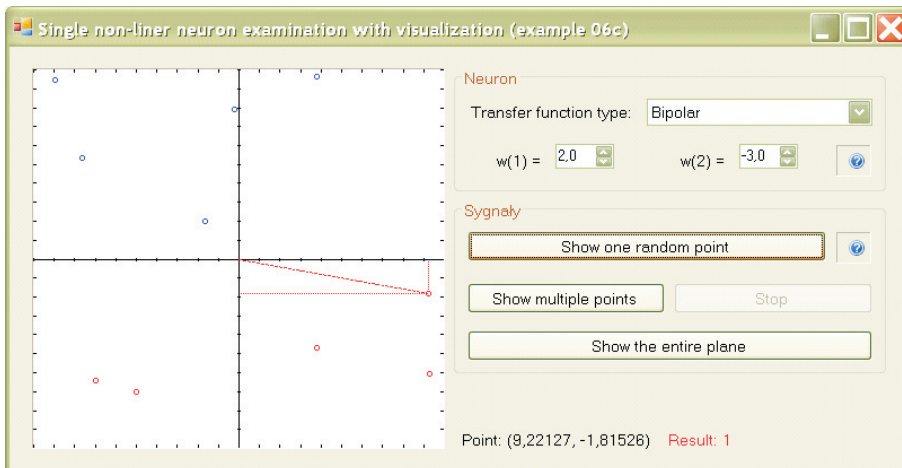 Single non-liner neuron examination with visualization (example 06c)
Neuron
Transfer function type: Bipolar
w(1) = 2,0 w(2) = -3,0
Sygnały
Show one random point
Show multiple points Stop
Show the entire plane
Point: (9,22127, -1,81526) Result: 1